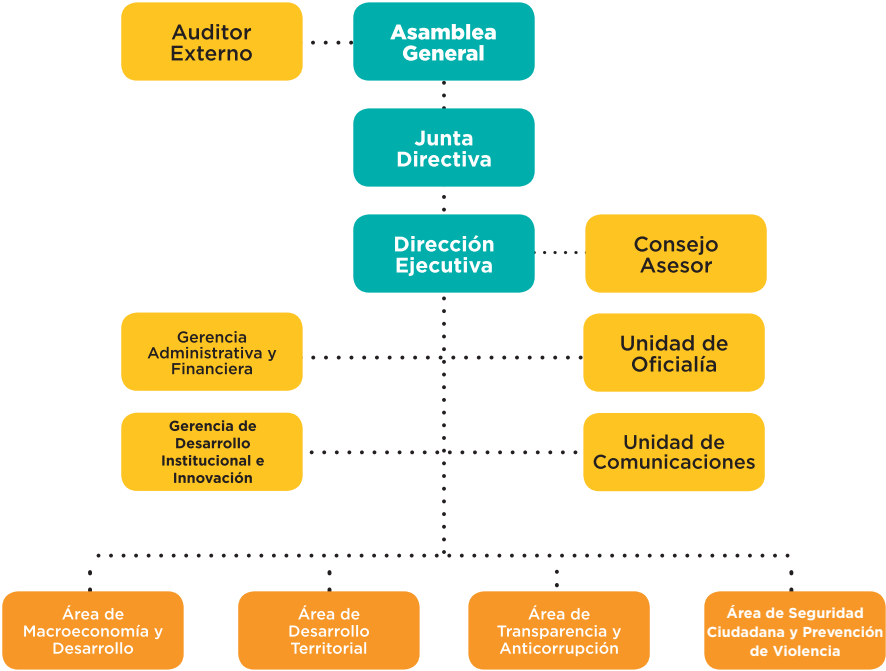 Auditor
Externo
Asamblea
General
Junta
Directiva
Dirección
Ejecutiva
Consejo
Asesor
Gerencia
Administrativa y
Financiera
Unidad de
Oficialía
Gerencia de
Desarrollo
Institucional e
Innovación
Unidad de
Comunicaciones
Área de
Macroeconomía y
Desarrollo
Área de
Desarrollo
Territorial
Área de
Transparencia y
Anticorrupción
Área de Seguridad
Ciudadana y Prevención
de Violencia